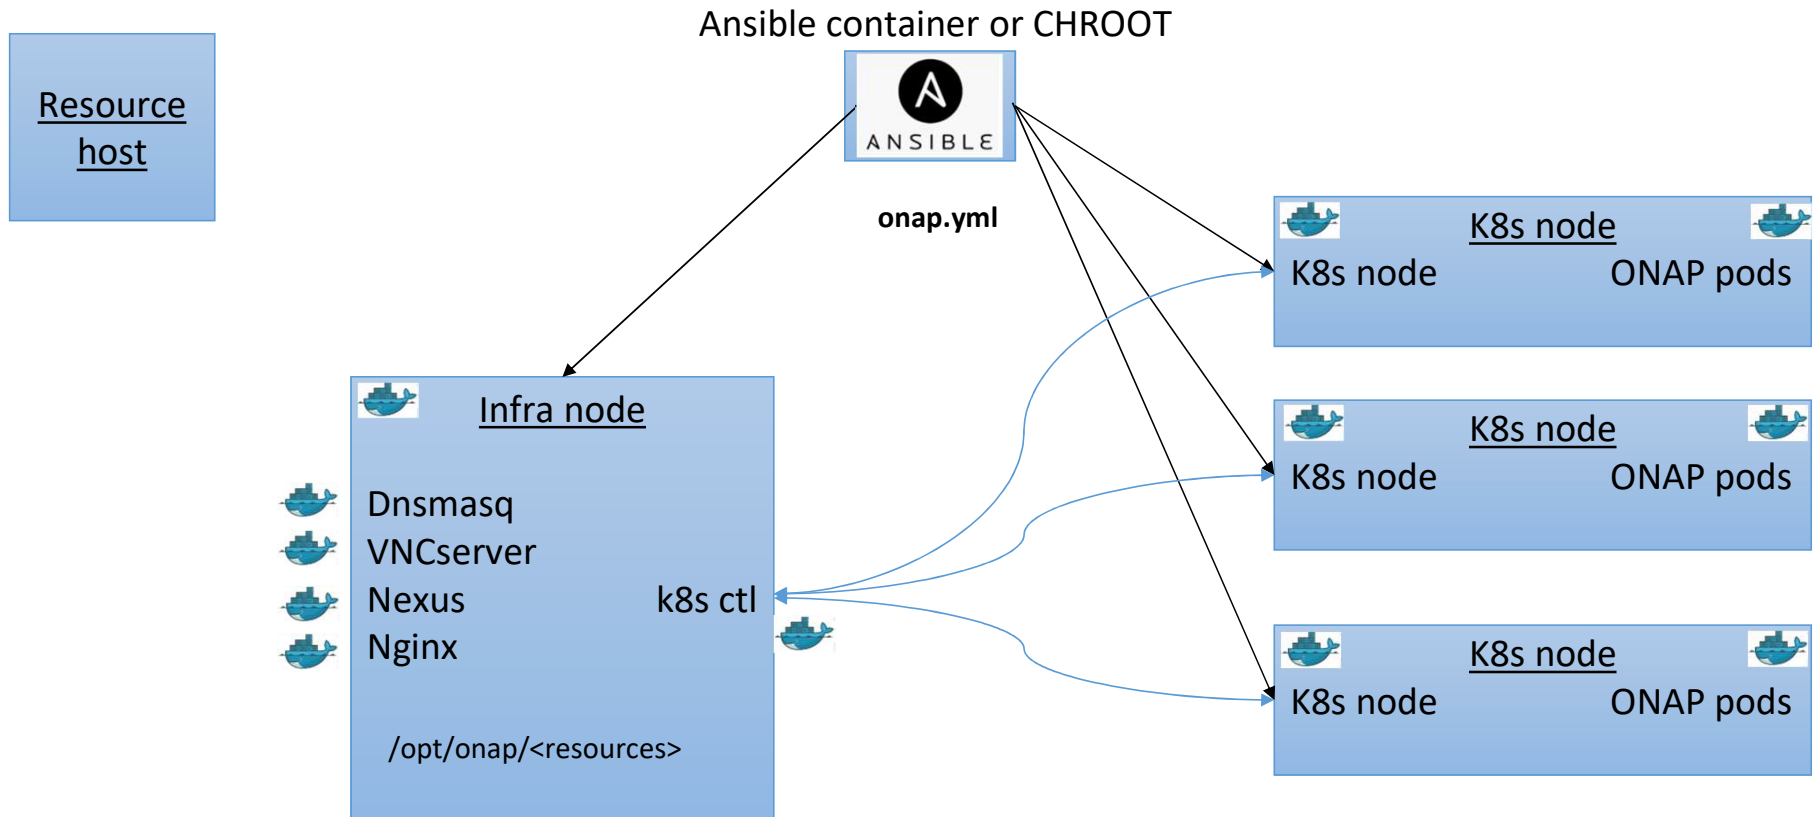 Ansible container or CHROOT
Resource
host
ANSIBLE
onap.yml
K8s node
K8s node ONAP pods
Infra node
Dnsmasq
VNCserver
Nexus k8s ctl
Nginx
/opt/onap/<resources>
K8s node
K8s node ONAP pods
K8s node
K8s node ONAP pods